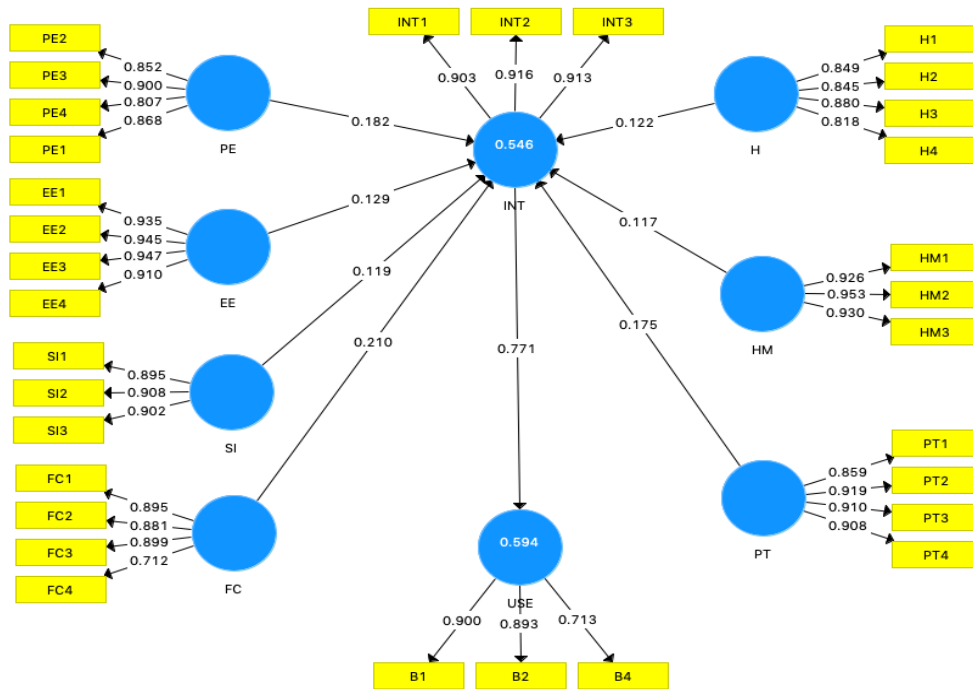 INT1 INT2 INT3
0.903 0.916 0.913
PE2
PE3
PE4
PE1
0.852
0.900
0.807
0.868
PE
0.182
H1
H2
H3
H4
0.849
0.845
0.880
0.818
H
0.122
0.546
INT
EE1
EE2
EE3
EE4
0.935
0.945
0.947
0.910
EE
0.129
HM1
HM2
HM3
0.926
0.953
0.930
HM
0.117
SI1
SI2
SI3
0.895
0.908
0.902
SI
0.119
FC1
FC2
FC3
FC4
0.895
0.881
0.899
0.712
FC
0.210
PT1
PT2
PT3
PT4
0.859
0.919
0.910
0.908
PT
0.175
0.771
0.594
USE
0.900 0.893 0.713
B1 B2 B4